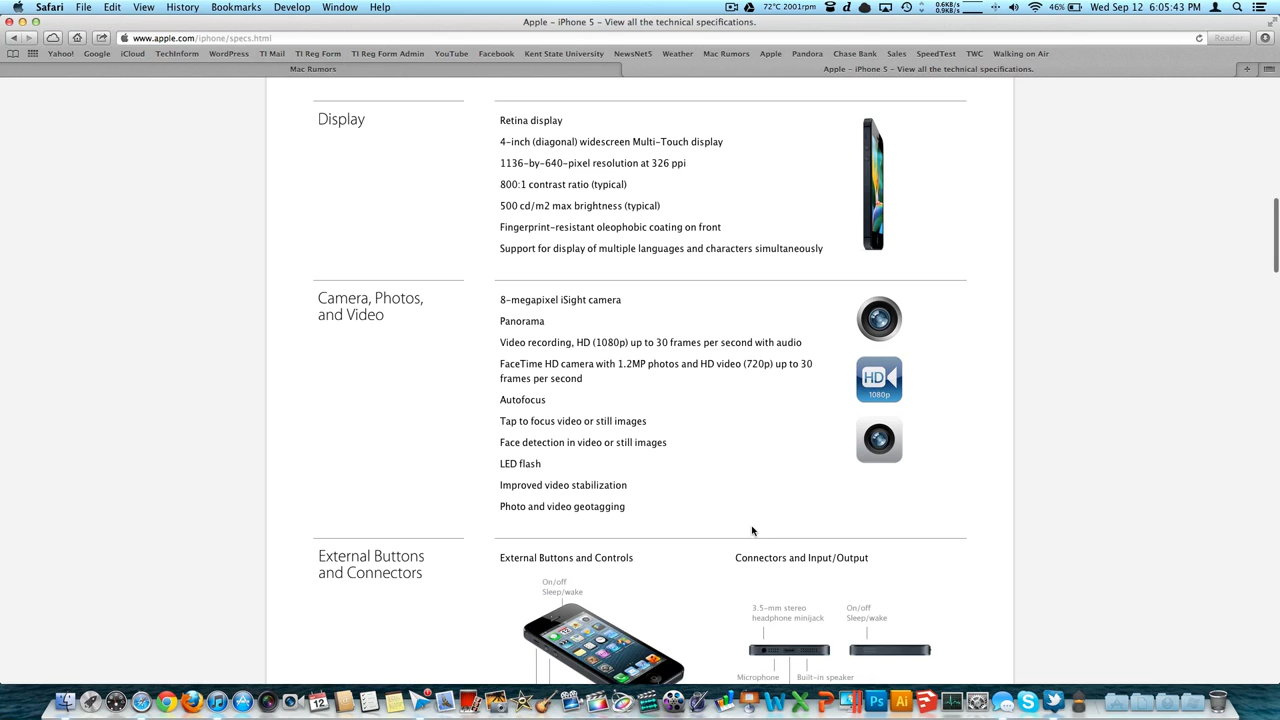 Safari File Edit View History Bookmarks Develop Window Help
72°C 2001rpm 0.6KB/s 0.9KB/s 46% Wed Sep 12 6:05:43 PM
Apple – iPhone 5 – View all the technical specifications.
www.apple.com/iphone/specs.html Reader
Yahoo! Google iCloud TechInform WordPress TI Mail TI Reg Form TI Reg Form Admin YouTube Facebook Kent State University NewsNet5 Weather Mac Rumors Apple Pandora Chase Bank Sales SpeedTest TWC Walking on Air
Mac Rumors Apple – iPhone 5 – View all the technical specifications.
Display
Retina display
4-inch (diagonal) widescreen Multi-Touch display
1136-by-640-pixel resolution at 326 ppi
800:1 contrast ratio (typical)
500 cd/m2 max brightness (typical)
Fingerprint-resistant oleophobic coating on front
Support for display of multiple languages and characters simultaneously
Camera, Photos,
and Video
8-megapixel iSight camera
Panorama
Video recording, HD (1080p) up to 30 frames per second with audio
FaceTime HD camera with 1.2MP photos and HD video (720p) up to 30
frames per second
Autofocus
Tap to focus video or still images
Face detection in video or still images
LED flash
Improved video stabilization
Photo and video geotagging
HD
1080p
External Buttons
and Connectors
External Buttons and Controls
On/off
Sleep/wake
Connectors and Input/Output
3.5-mm stereo
headphone minijack
On/off
Sleep/wake
Microphone
Built-in speaker
12